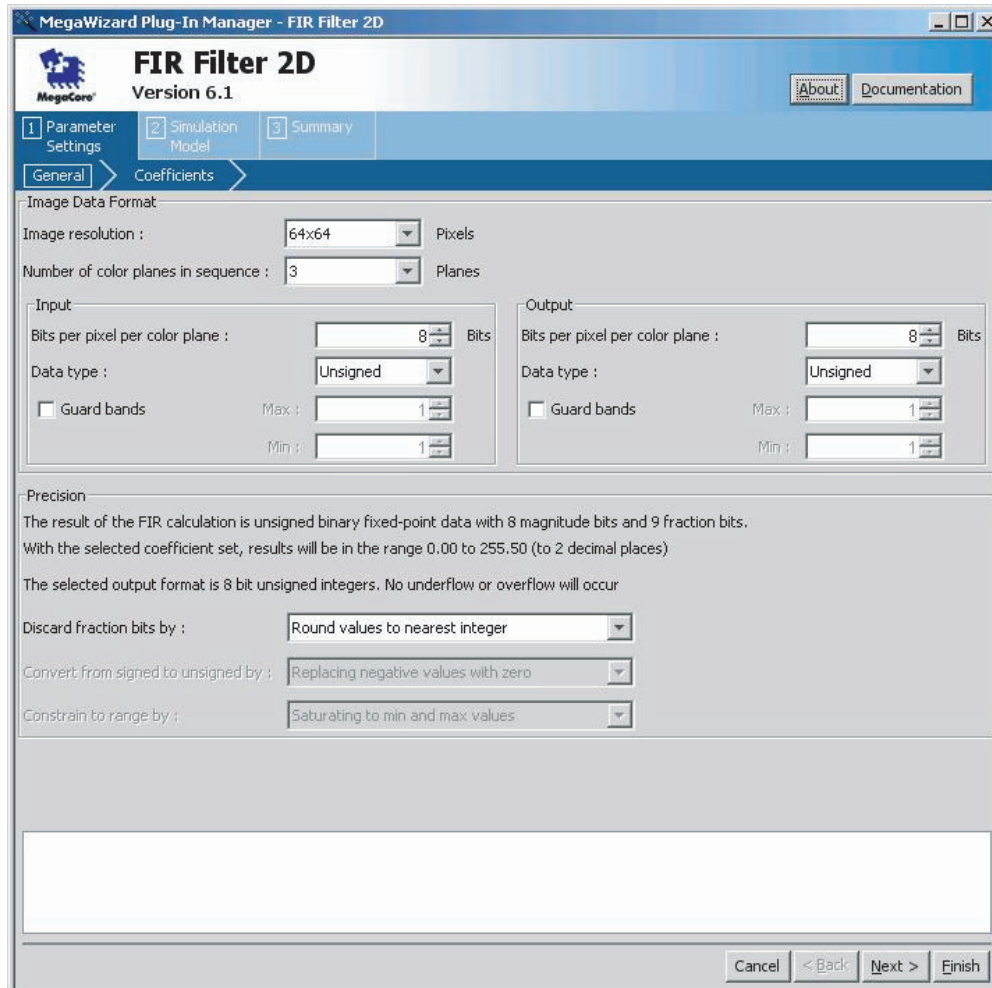 MegaWizard Plug-In Manager - FIR Filter 2D
MegaCore®
FIR Filter 2D
Version 6.1
About
Documentation
1 Parameter Settings
2 Simulation Model
3 Summary
General
Coefficients
Image Data Format
Image resolution : 64x64 Pixels
Number of color planes in sequence : 3 Planes
Input
Bits per pixel per color plane : 8 Bits
Data type : Unsigned
Guard bands Max : 1
Min : 1
Output
Bits per pixel per color plane : 8 Bits
Data type : Unsigned
Guard bands Max : 1
Min : 1
Precision
The result of the FIR calculation is unsigned binary fixed-point data with 8 magnitude bits and 9 fraction bits.
With the selected coefficient set, results will be in the range 0.00 to 255.50 (to 2 decimal places)
The selected output format is 8 bit unsigned integers. No underflow or overflow will occur
Discard fraction bits by : Round values to nearest integer
Convert from signed to unsigned by : Replacing negative values with zero
Constrain to range by : Saturating to min and max values
Cancel < Back Next > Finish